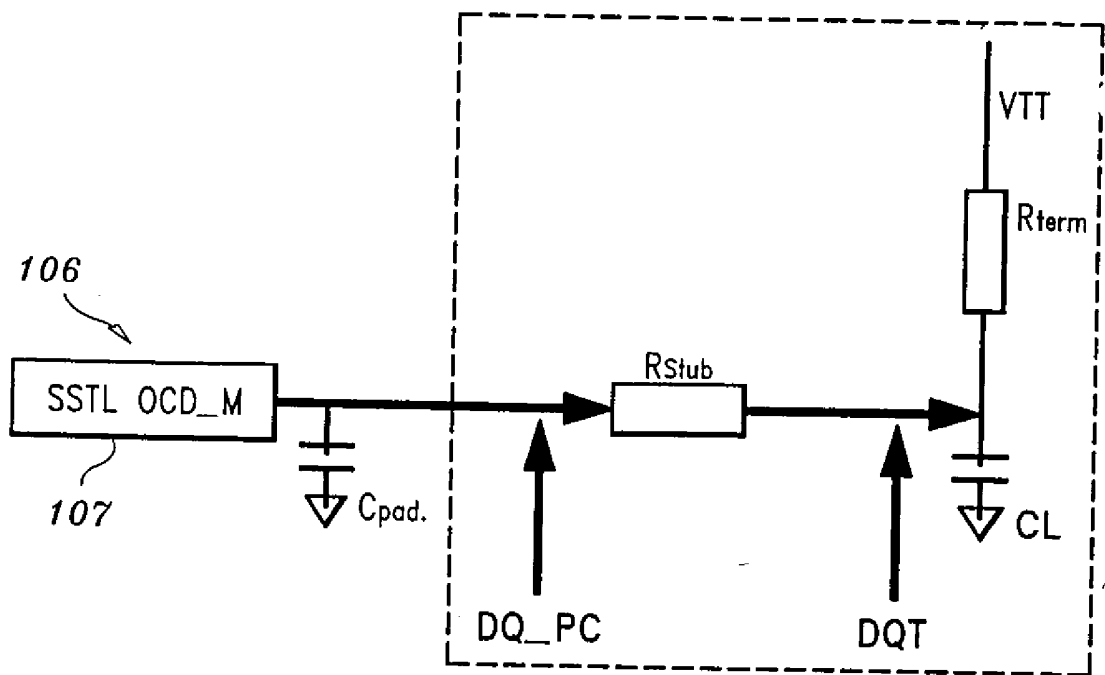 VTT
Rterm
106
RStub
SSTL OCD_M
107
Cpad.
CL
DQ_PC
DQT